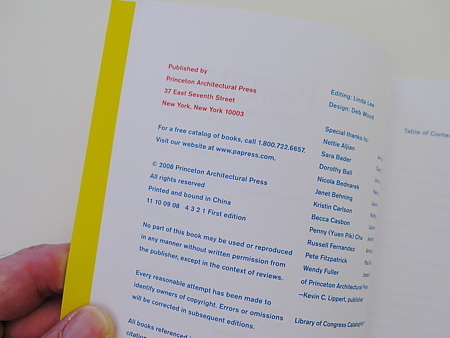 Published by
Princeton Architectural Press
37 East Seventh Street
New York, New York 10003
For a free catalog of books, call 1.800.722.6657.
Visit our website at www.papress.com.
© 2008 Princeton Architectural Press
All rights reserved
Printed and bound in China
11 10 09 08 4 3 2 1 First edition
No part of this book may be used or reproduced
in any manner without written permission from
the publisher, except in the context of reviews.
Every reasonable attempt has been made to
identify owners of copyright. Errors or omissions
will be corrected in subsequent editions.
All books referenced
Editing: Linda Lee
Design: Deb Wood
Special thanks to:
Nettie Aljian
Sara Bader
Dorothy Ball
Nicola Bednarek
Janet Behning
Kristin Carlson
Becca Casbon
Penny (Yuen Pik) Chu
Russell Fernandez
Pete Fitzpatrick
Wendy Fuller
of Princeton Architectural Press
—Kevin C. Lippert, publisher
Library of Congress
Table of